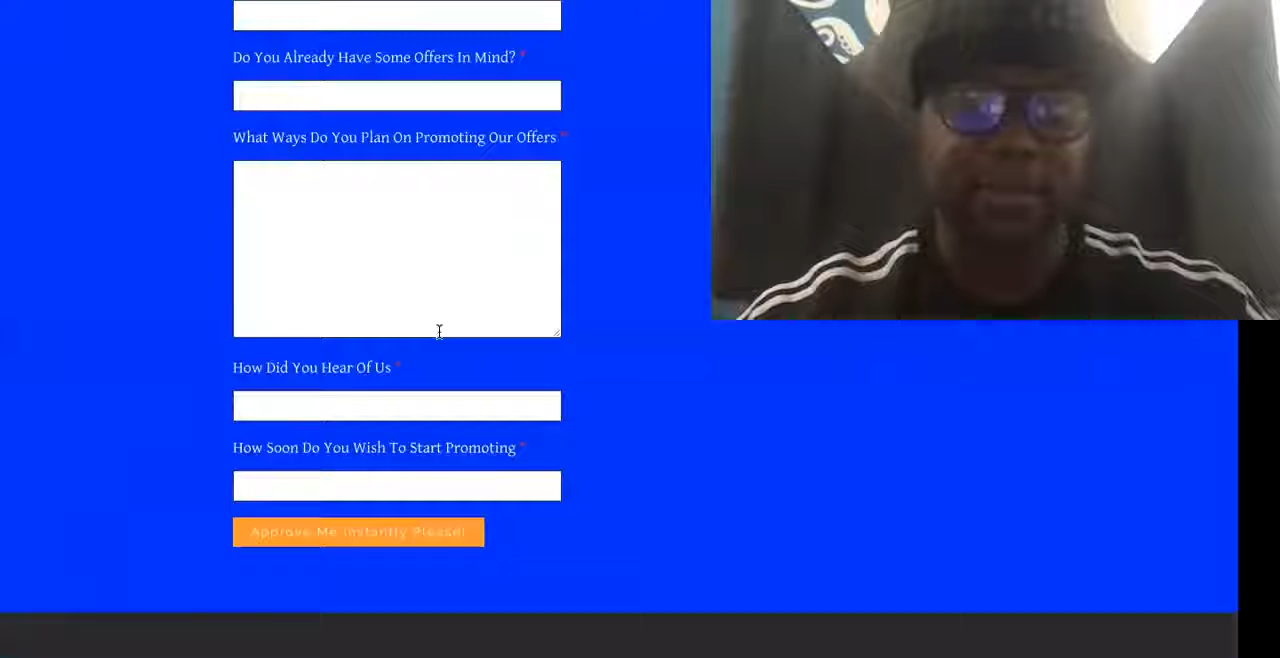 Do You Already Have Some Offers In Mind? *
What Ways Do You Plan On Promoting Our Offers *
How Did You Hear Of Us *
How Soon Do You Wish To Start Promoting *
Approve Me Instantly Please!